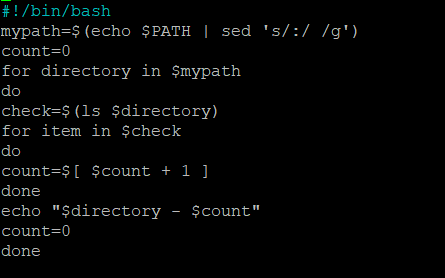 #!/bin/bash
mypath=$(echo $PATH | sed 's/:/ /g')
count=0
for directory in $mypath
do
check=$(ls $directory)
for item in $check
do
count=$[ $count + 1 ]
done
echo "$directory - $count"
count=0
done